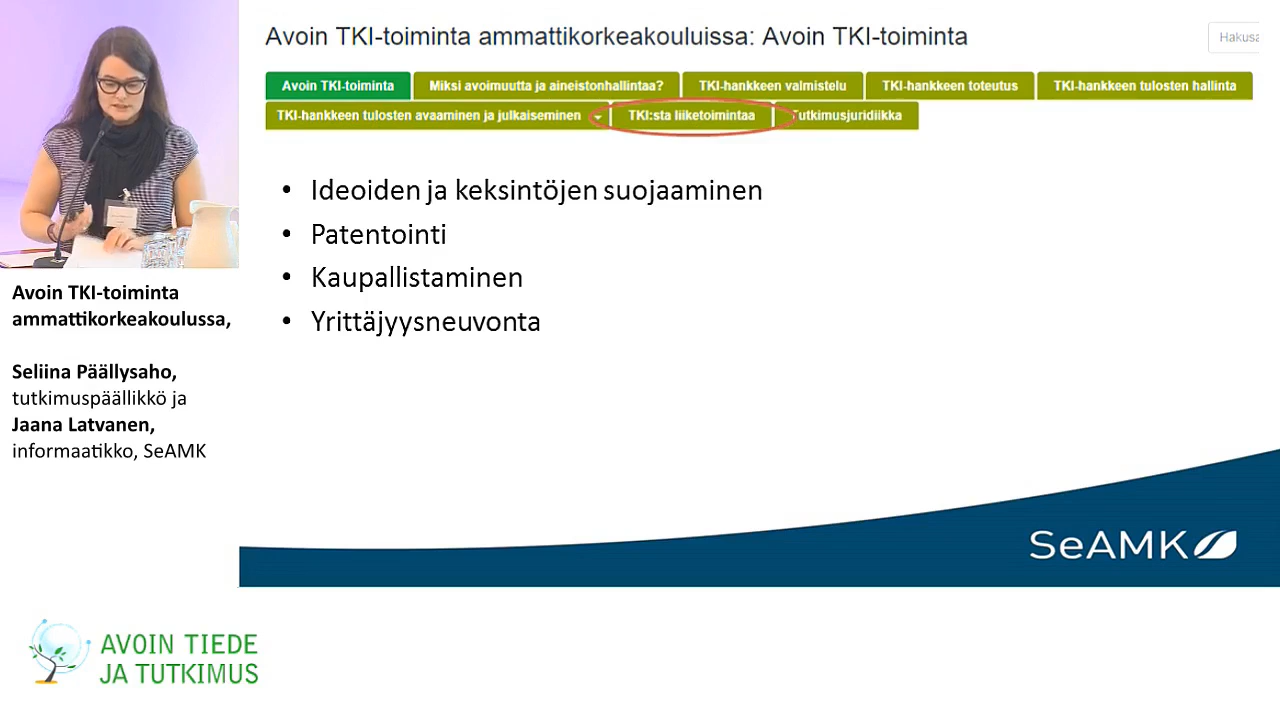 Avoin TKI-toiminta ammattikorkeakouluissa: Avoin TKI-toiminta
Hakusa
Avoin TKI-toiminta
Miksi avoimuutta ja aineistonhallintaa?
TKI-hankkeen valmistelu
TKI-hankkeen toteutus
TKI-hankkeen tulosten hallinta
TKI-hankkeen tulosten avaaminen ja julkaiseminen
TKI:sta liiketoimintaa
Tutkimusjuridiikka
• Ideoiden ja keksintöjen suojaaminen
• Patentointi
• Kaupallistaminen
• Yrittäjyysneuvonta
Avoin TKI-toiminta
ammattikorkeakoulussa,
Seliina Päällysaho,
tutkimuspäällikkö ja
Jaana Latvanen,
informaatikko, SeAMK
SeAMK
AVOIN TIEDE
JA TUTKIMUS